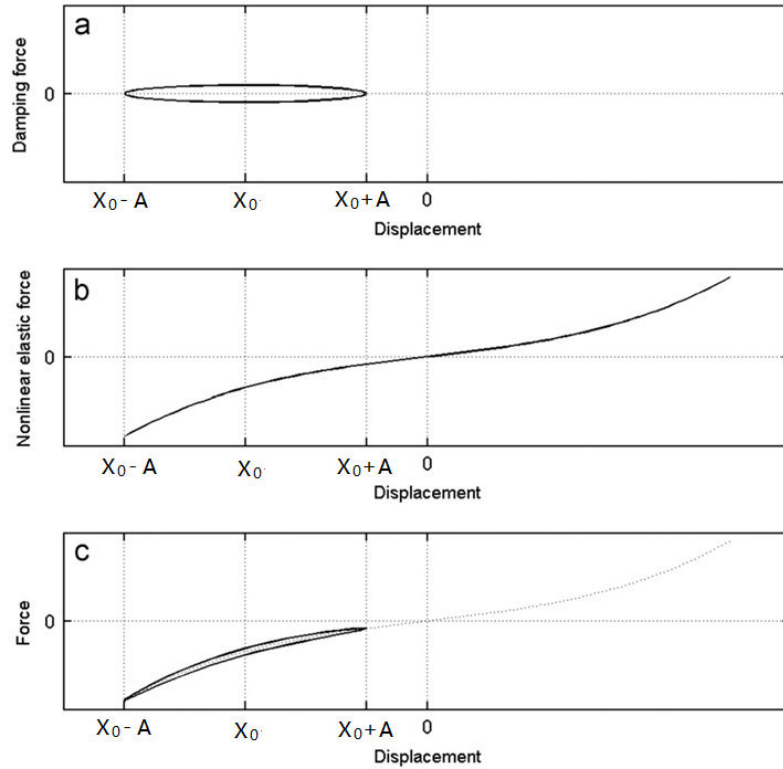 a
Damping force
0
X₀- A X₀. X₀+A 0
Displacement
b
Nonlinear elastic force
0
X₀- A X₀. X₀+A 0
Displacement
c
Force
0
X₀- A X₀. X₀+A 0
Displacement